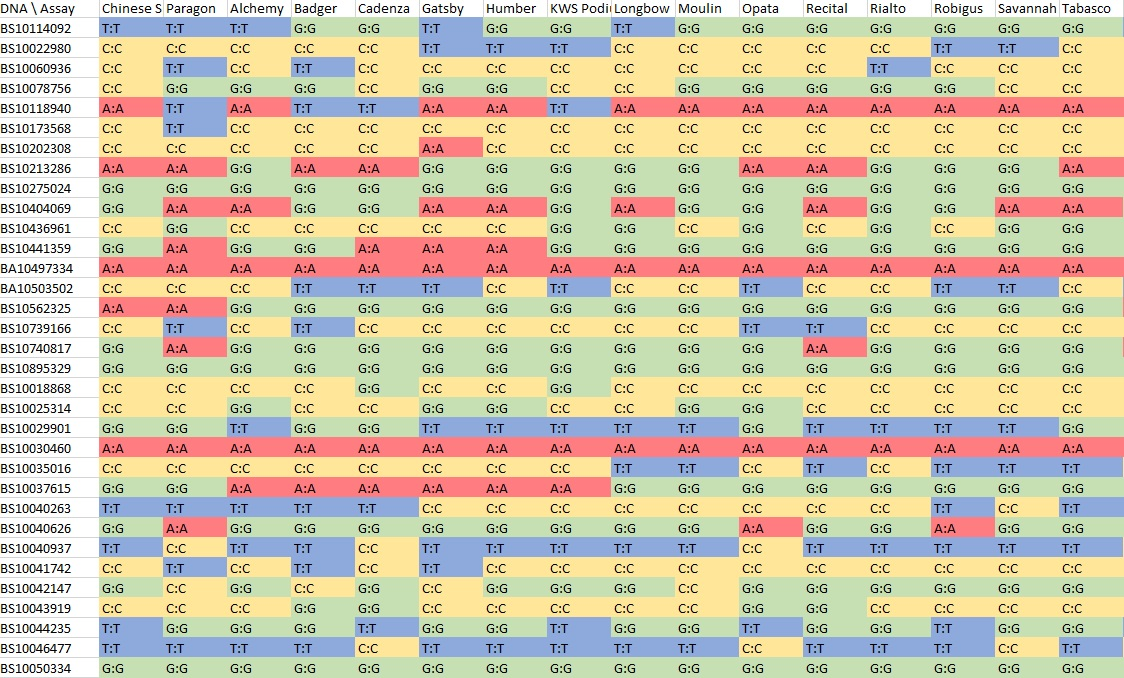 DNA \ Assay Chinese S Paragon Alchemy Badger Cadenza Gatsby Humber KWS Podi Longbow Moulin Opata Recital Rialto Robigus Savannah Tabasco
BS10114092 T:T T:T T:T G:G G:G T:T G:G G:G T:T G:G G:G G:G G:G G:G G:G G:G
BS10022980 C:C C:C C:C C:C C:C T:T T:T T:T C:C C:C C:C C:C C:C T:T T:T C:C
BS10060936 C:C T:T C:C T:T C:C C:C C:C C:C C:C C:C C:C C:C T:T C:C C:C C:C
BS10078756 C:C G:G G:G G:G C:C G:G G:G C:C C:C G:G G:G G:G G:G G:G C:C C:C
BS10118940 A:A T:T A:A T:T T:T A:A A:A T:T A:A A:A A:A A:A A:A A:A A:A A:A
BS10173568 C:C T:T C:C C:C C:C C:C C:C C:C C:C C:C C:C C:C C:C C:C C:C C:C
BS10202308 C:C C:C C:C C:C C:C A:A C:C C:C C:C C:C C:C C:C C:C C:C C:C C:C
BS10213286 A:A A:A G:G A:A A:A G:G G:G G:G G:G G:G A:A A:A G:G G:G G:G A:A
BS10275024 G:G G:G G:G G:G G:G G:G G:G G:G G:G G:G G:G G:G G:G G:G G:G G:G
BS10404069 G:G A:A A:A G:G G:G A:A A:A G:G A:A G:G G:G A:A G:G G:G A:A A:A
BS10436961 C:C G:G C:C C:C C:C C:C C:C G:G G:G C:C G:G C:C G:G C:C G:G G:G
BS10441359 G:G A:A G:G G:G A:A A:A A:A G:G G:G G:G G:G G:G G:G G:G G:G G:G
BA10497334 A:A A:A A:A A:A A:A A:A A:A A:A A:A A:A A:A A:A A:A A:A A:A A:A
BA10503502 C:C C:C C:C T:T T:T T:T C:C T:T C:C C:C T:T C:C C:C T:T T:T C:C
BS10562325 A:A A:A G:G G:G G:G G:G G:G G:G G:G G:G G:G G:G G:G G:G G:G G:G
BS10739166 C:C T:T C:C T:T C:C C:C C:C C:C C:C C:C T:T T:T C:C C:C C:C C:C
BS10740817 G:G A:A G:G G:G G:G G:G G:G G:G G:G G:G G:G A:A G:G G:G G:G G:G
BS10895329 G:G G:G G:G G:G G:G G:G G:G G:G G:G G:G G:G G:G G:G G:G G:G G:G
BS10018868 C:C C:C C:C C:C G:G C:C C:C G:G C:C C:C C:C C:C C:C C:C C:C C:C
BS10025314 C:C C:C G:G C:C C:C G:G G:G C:C C:C G:G G:G C:C C:C C:C C:C C:C
BS10029901 G:G G:G T:T G:G G:G T:T T:T T:T T:T T:T G:G T:T T:T T:T T:T G:G
BS10030460 A:A A:A A:A A:A A:A A:A A:A A:A A:A A:A A:A A:A A:A A:A A:A A:A
BS10035016 C:C C:C C:C C:C C:C C:C C:C C:C T:T T:T C:C T:T C:C T:T T:T T:T
BS10037615 G:G G:G A:A A:A A:A A:A A:A A:A G:G G:G G:G G:G G:G G:G G:G G:G
BS10040263 T:T T:T T:T T:T T:T C:C C:C C:C C:C C:C C:C C:C C:C T:T C:C T:T
BS10040626 G:G A:A G:G G:G G:G G:G G:G G:G G:G G:G A:A G:G G:G A:A G:G G:G
BS10040937 T:T C:C T:T T:T C:C T:T T:T T:T T:T T:T C:C T:T T:T T:T T:T T:T
BS10041742 C:C T:T C:C T:T C:C T:T C:C C:C C:C C:C C:C C:C C:C C:C C:C C:C
BS10042147 G:G C:C G:G C:C G:G C:C G:G G:G G:G C:C G:G G:G G:G G:G G:G G:G
BS10043919 C:C C:C C:C G:G G:G C:C C:C C:C C:C C:C G:G G:G C:C C:C C:C C:C
BS10044235 T:T G:G G:G G:G T:T G:G G:G T:T G:G G:G T:T G:G G:G T:T G:G G:G
BS10046477 T:T T:T T:T T:T C:C T:T T:T T:T T:T T:T C:C T:T T:T T:T C:C T:T
BS10050334 G:G G:G G:G G:G G:G G:G G:G G:G G:G G:G G:G G:G G:G G:G G:G G:G